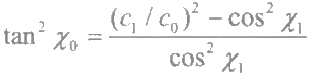 tan² χ₀ = ((c₁ / c₀)² − cos² χ₁) / (cos² χ₁)